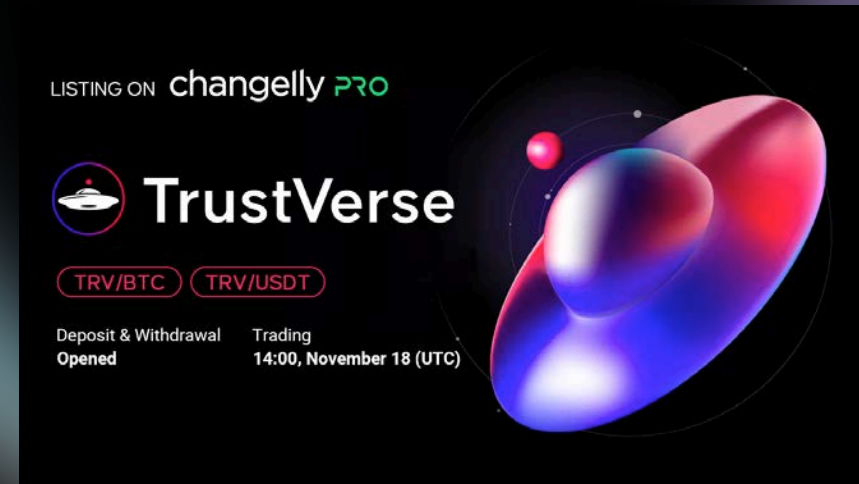 LISTING ON changelly PRO
TrustVerse
TRV/BTC TRV/USDT
Deposit & Withdrawal Trading
Opened 14:00, November 18 (UTC)